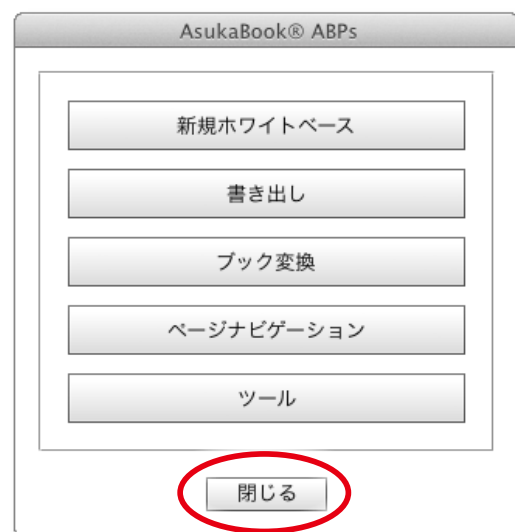 AsukaBook® ABPs
新規ホワイトベース
書き出し
ブック変換
ページナビゲーション
ツール
閉じる